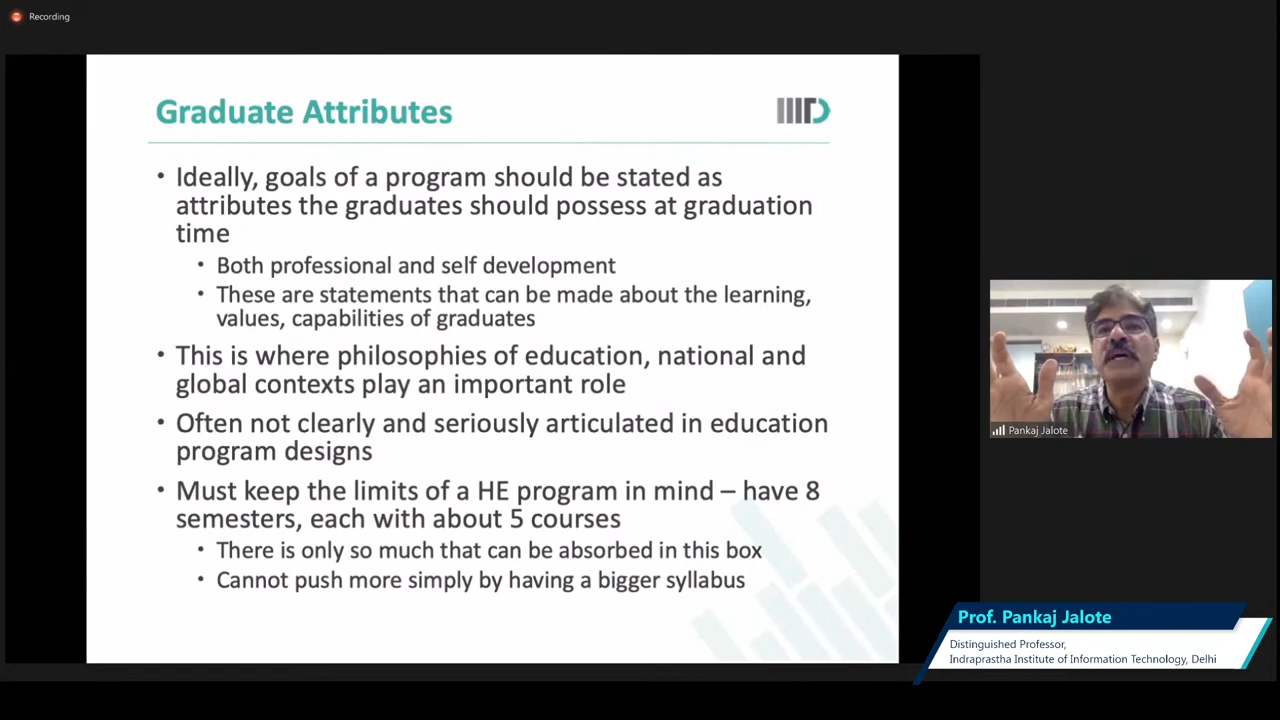 Recording
Graduate Attributes
IIITD
• Ideally, goals of a program should be stated as
attributes the graduates should possess at graduation
time
• Both professional and self development
• These are statements that can be made about the learning,
values, capabilities of graduates
• This is where philosophies of education, national and
global contexts play an important role
• Often not clearly and seriously articulated in education
program designs
• Must keep the limits of a HE program in mind – have 8
semesters, each with about 5 courses
• There is only so much that can be absorbed in this box
• Cannot push more simply by having a bigger syllabus
Pankaj Jalote
Prof. Pankaj Jalote
Distinguished Professor,
Indraprastha Institute of Information Technology, Delhi